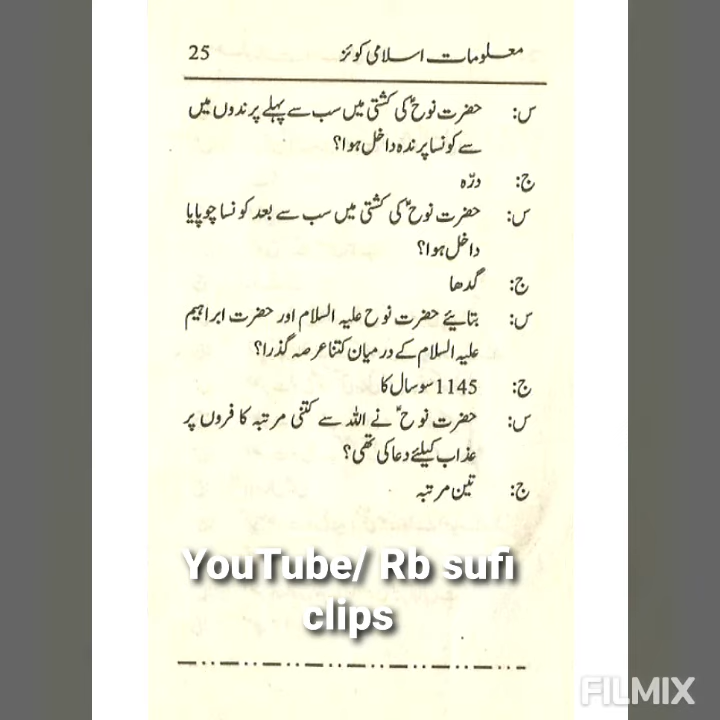 معلومات اسلامی کوئز 25
س: حضرت نوحؑ کی کشتی میں سب سے پہلے پرندوں میں
سے کونسا پرندہ داخل ہوا؟
ج: درّہ
س: حضرت نوحؑ کی کشتی میں سب سے بعد کونسا چوپایا
داخل ہوا؟
ج: گدھا
س: بتائیے حضرت نوح علیہ السلام اور حضرت ابراہیم
علیہ السلام کے درمیان کتنا عرصہ گذرا؟
ج: 1145 سو سال کا
س: حضرت نوحؑ نے اللہ سے کتنی مرتبہ کافروں پر
عذاب کیلئے دعا کی تھی؟
ج: تین مرتبہ
YouTube/ Rb sufi
clips
FILMIX